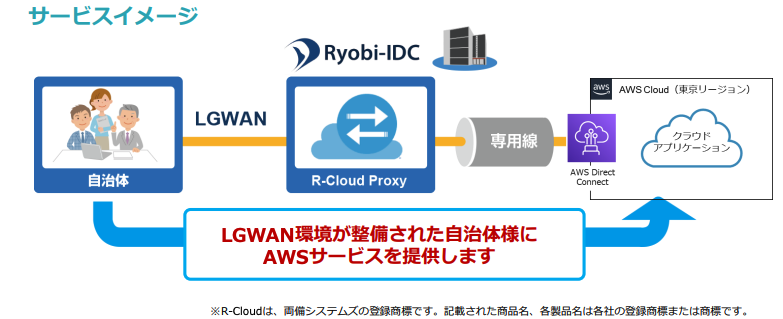 サービスイメージ
Ryobi-IDC
aws
AWS Cloud（東京リージョン）
LGWAN
専用線
クラウド
アプリケーション
自治体
R-Cloud Proxy
AWS Direct
Connect
LGWAN環境が整備された自治体様に
AWSサービスを提供します
※R-Cloudは、両備システムズの登録商標です。記載された商品名、各製品名は各社の登録商標または商標です。